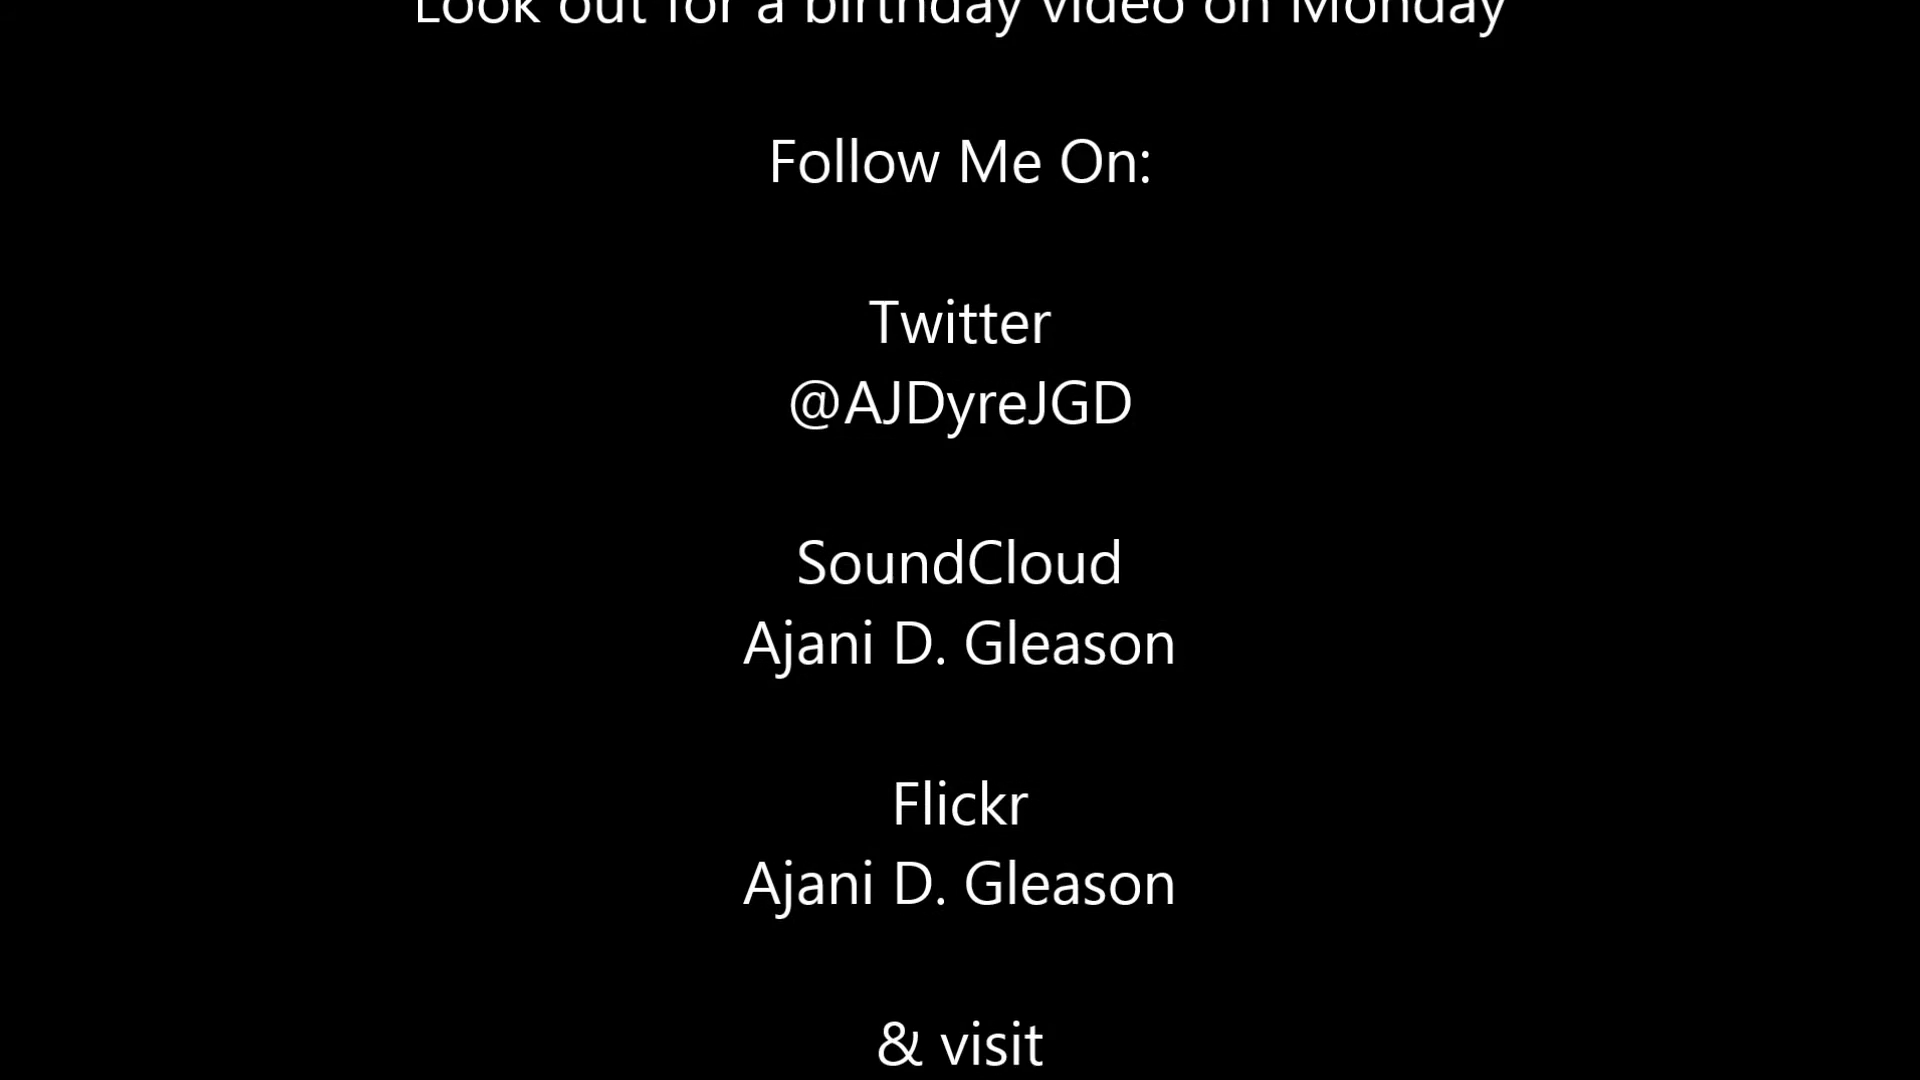 Look out for a birthday video on Monday
Follow Me On:
Twitter
@AJDyreJGD
SoundCloud
Ajani D. Gleason
Flickr
Ajani D. Gleason
& visit